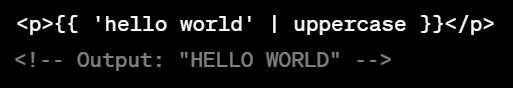 <p>{{ 'hello world' | uppercase }}</p>
<!-- Output: "HELLO WORLD" -->